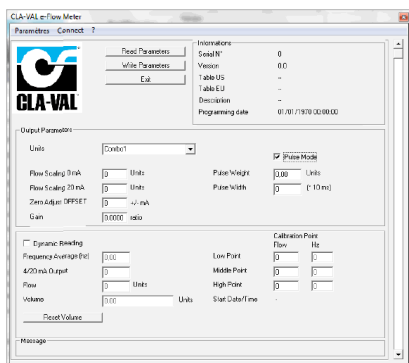 CLA-VAL e-Flow Meter
Paramètres Connect ?
CLA-VAL
Read Parameters
Write Parameters
Exit
Informations
Serial N° 0
Version 0.0
Table US --
Table EU --
Description --
Programming date 01/01/1970 00:00:00
Output Parameters
Units Combo1
Pulse Mode
Flow Scaling 0 mA 0 Units Pulse Weight 0.00 Units
Flow Scaling 20 mA 0 Units Pulse Width 0 (* 10 ms)
Zero Adjust OFFSET 0 +/- mA
Gain 0.0000 ratio
Dynamic Reading
Calibration Point
Flow Hz
Frequency Average (hz) 0.00 Low Point 0 0
4/20 mA Output 0 Middle Point 0 0
Flow 0 Units High Point 0 0
Volume 0.00 Units Start Date/Time -
Reset Volume
Message